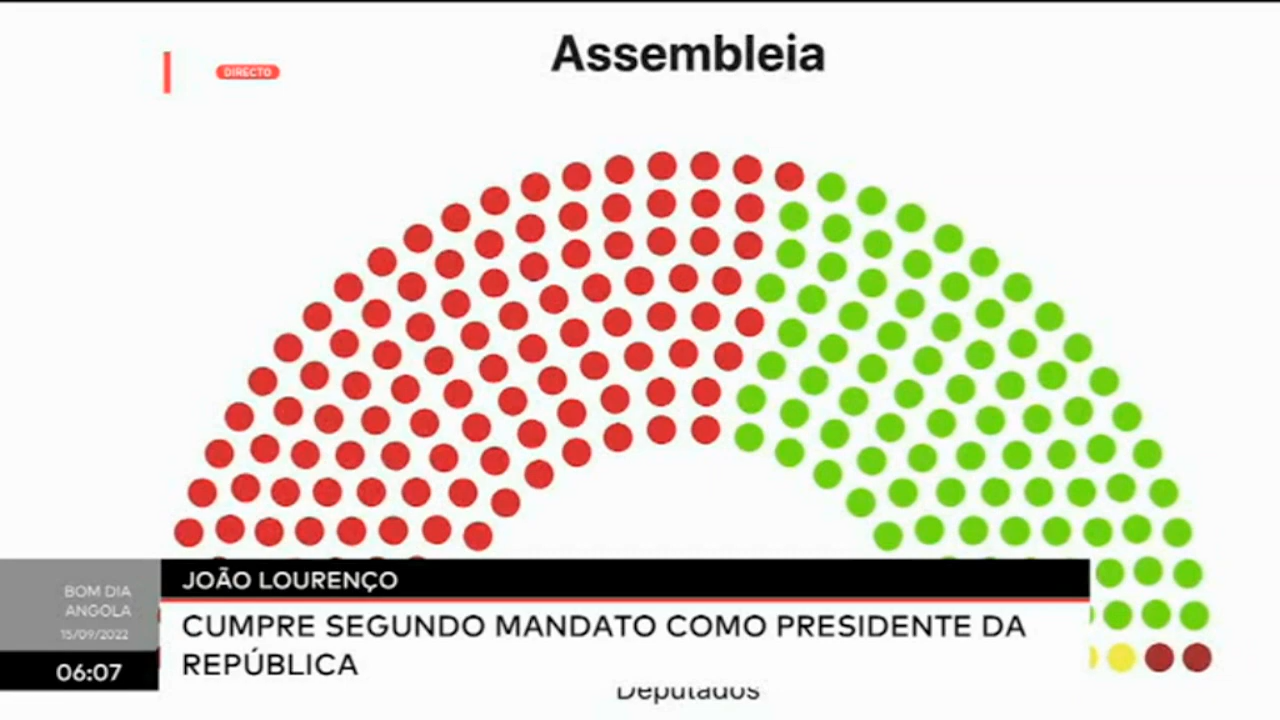 Assembleia
DIRECTO
JOÃO LOURENÇO
BOM DIA
ANGOLA
15/09/2022
CUMPRE SEGUNDO MANDATO COMO PRESIDENTE DA
REPÚBLICA
06:07
Deputados